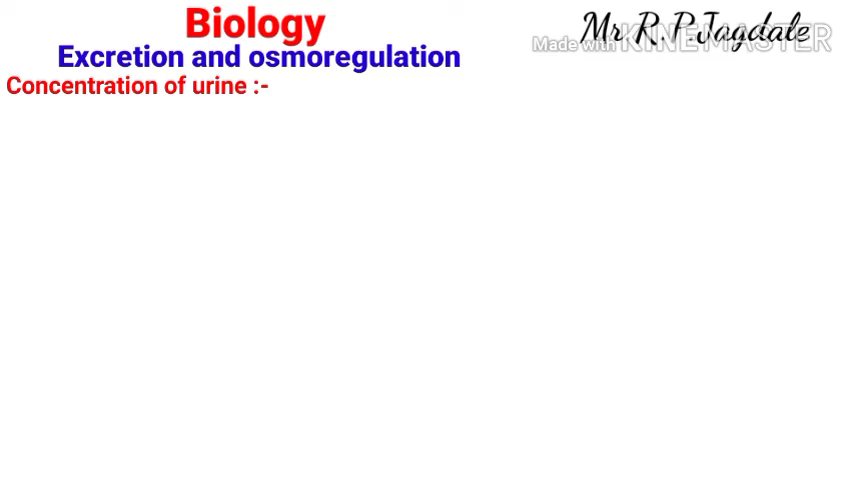 Biology
Mr.R.P.Jagdale
Made with KINEMASTER
Excretion and osmoregulation
Concentration of urine :-